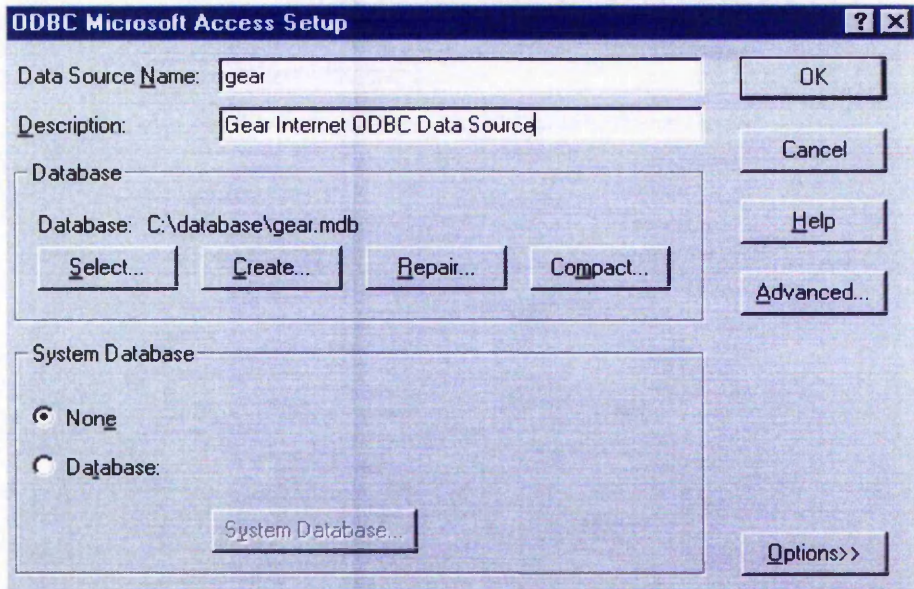 ODBC Microsoft Access Setup
Data Source Name: gear
OK
Description: Gear Internet ODBC Data Source
Cancel
Database
Database: C:\database\gear.mdb
Help
Select... Create... Repair... Compact...
Advanced...
System Database
None
Database:
System Database...
Options>>